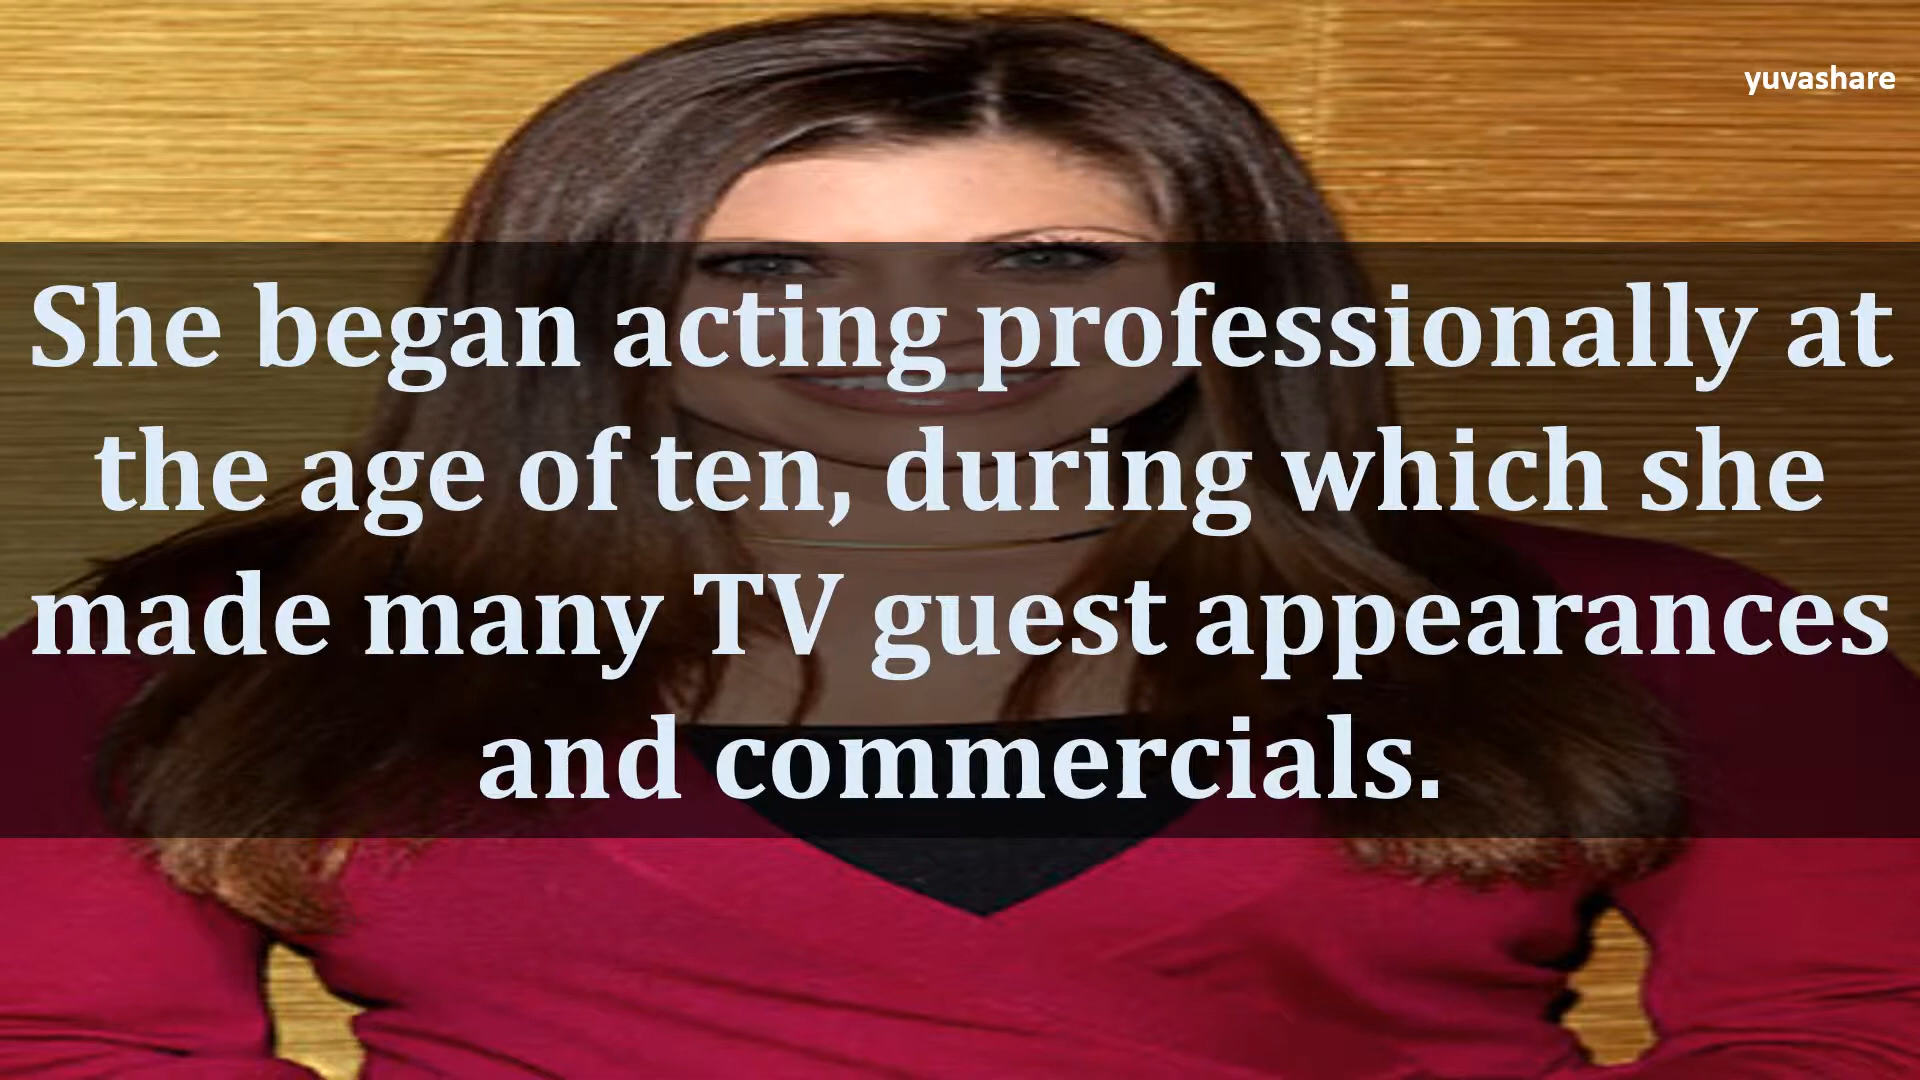 yuvashare
She began acting professionally at
the age of ten, during which she
made many TV guest appearances
and commercials.